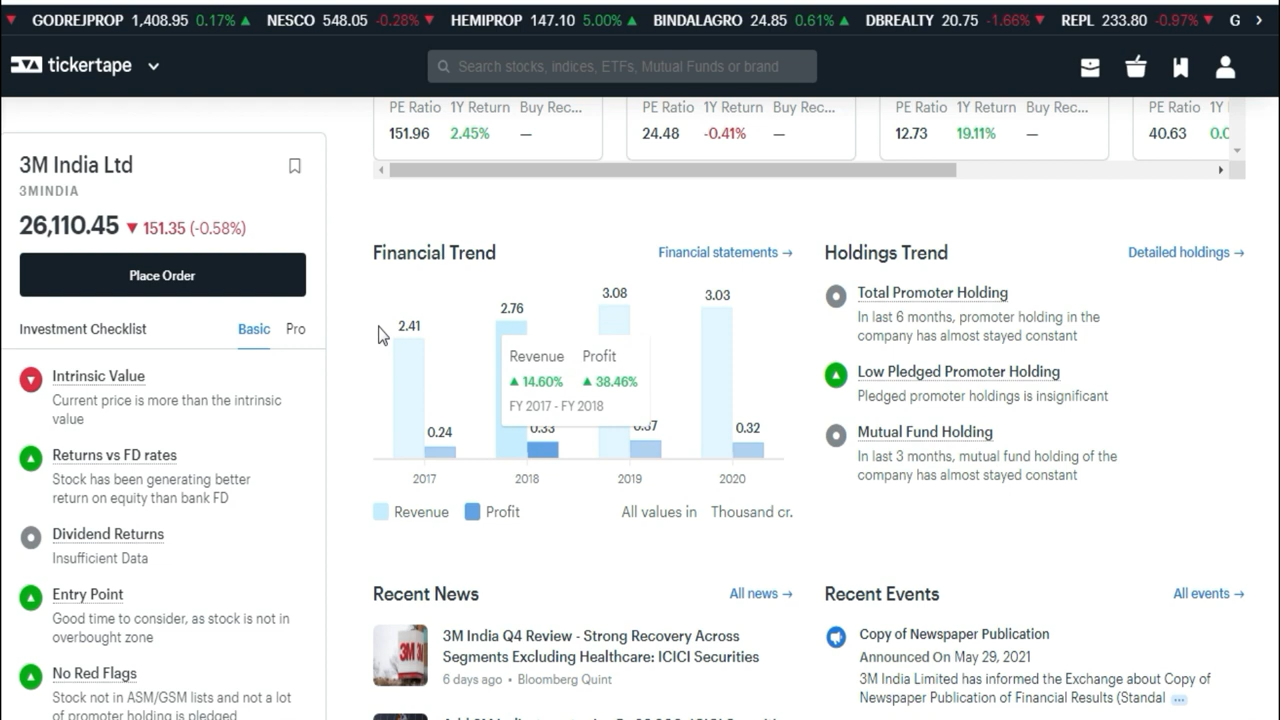 GODREJPROP 1,408.95 0.17% ▲ NESCO 548.05 -0.28% ▼ HEMIPROP 147.10 5.00% ▲ BINDALAGRO 24.85 0.61% ▲ DBREALTY 20.75 -1.66% ▼ REPL 233.80 -0.97% ▼ G
tickertape
Search stocks, indices, ETFs, Mutual Funds or brand
PE Ratio 1Y Return Buy Rec...
151.96 2.45% —
PE Ratio 1Y Return Buy Rec...
24.48 -0.41% —
PE Ratio 1Y Return Buy Rec...
12.73 19.11% —
PE Ratio 1Y
40.63
3M India Ltd
3MINDIA
26,110.45 ▼ 151.35 (-0.58%)
Place Order
Investment Checklist Basic Pro
Intrinsic Value
Current price is more than the intrinsic
value
Returns vs FD rates
Stock has been generating better
return on equity than bank FD
Dividend Returns
Insufficient Data
Entry Point
Good time to consider, as stock is not in
overbought zone
No Red Flags
Stock not in ASM/GSM lists and not a lot
of promoter holding is pledged
Financial Trend Financial statements →
2.41 2.76 3.08 3.03
Revenue Profit
▲ 14.60% ▲ 38.46%
FY 2017 - FY 2018
0.24 0.33 0.32
2017 2018 2019 2020
Revenue Profit All values in Thousand cr.
Holdings Trend Detailed holdings →
Total Promoter Holding
In last 6 months, promoter holding in the
company has almost stayed constant
Low Pledged Promoter Holding
Pledged promoter holdings is insignificant
Mutual Fund Holding
In last 3 months, mutual fund holding of the
company has almost stayed constant
Recent News All news →
3M
3M India Q4 Review - Strong Recovery Across
Segments Excluding Healthcare: ICICI Securities
6 days ago • Bloomberg Quint
Recent Events All events →
Copy of Newspaper Publication
Announced On May 29, 2021
3M India Limited has informed the Exchange about Copy of
Newspaper Publication of Financial Results (Standal ...